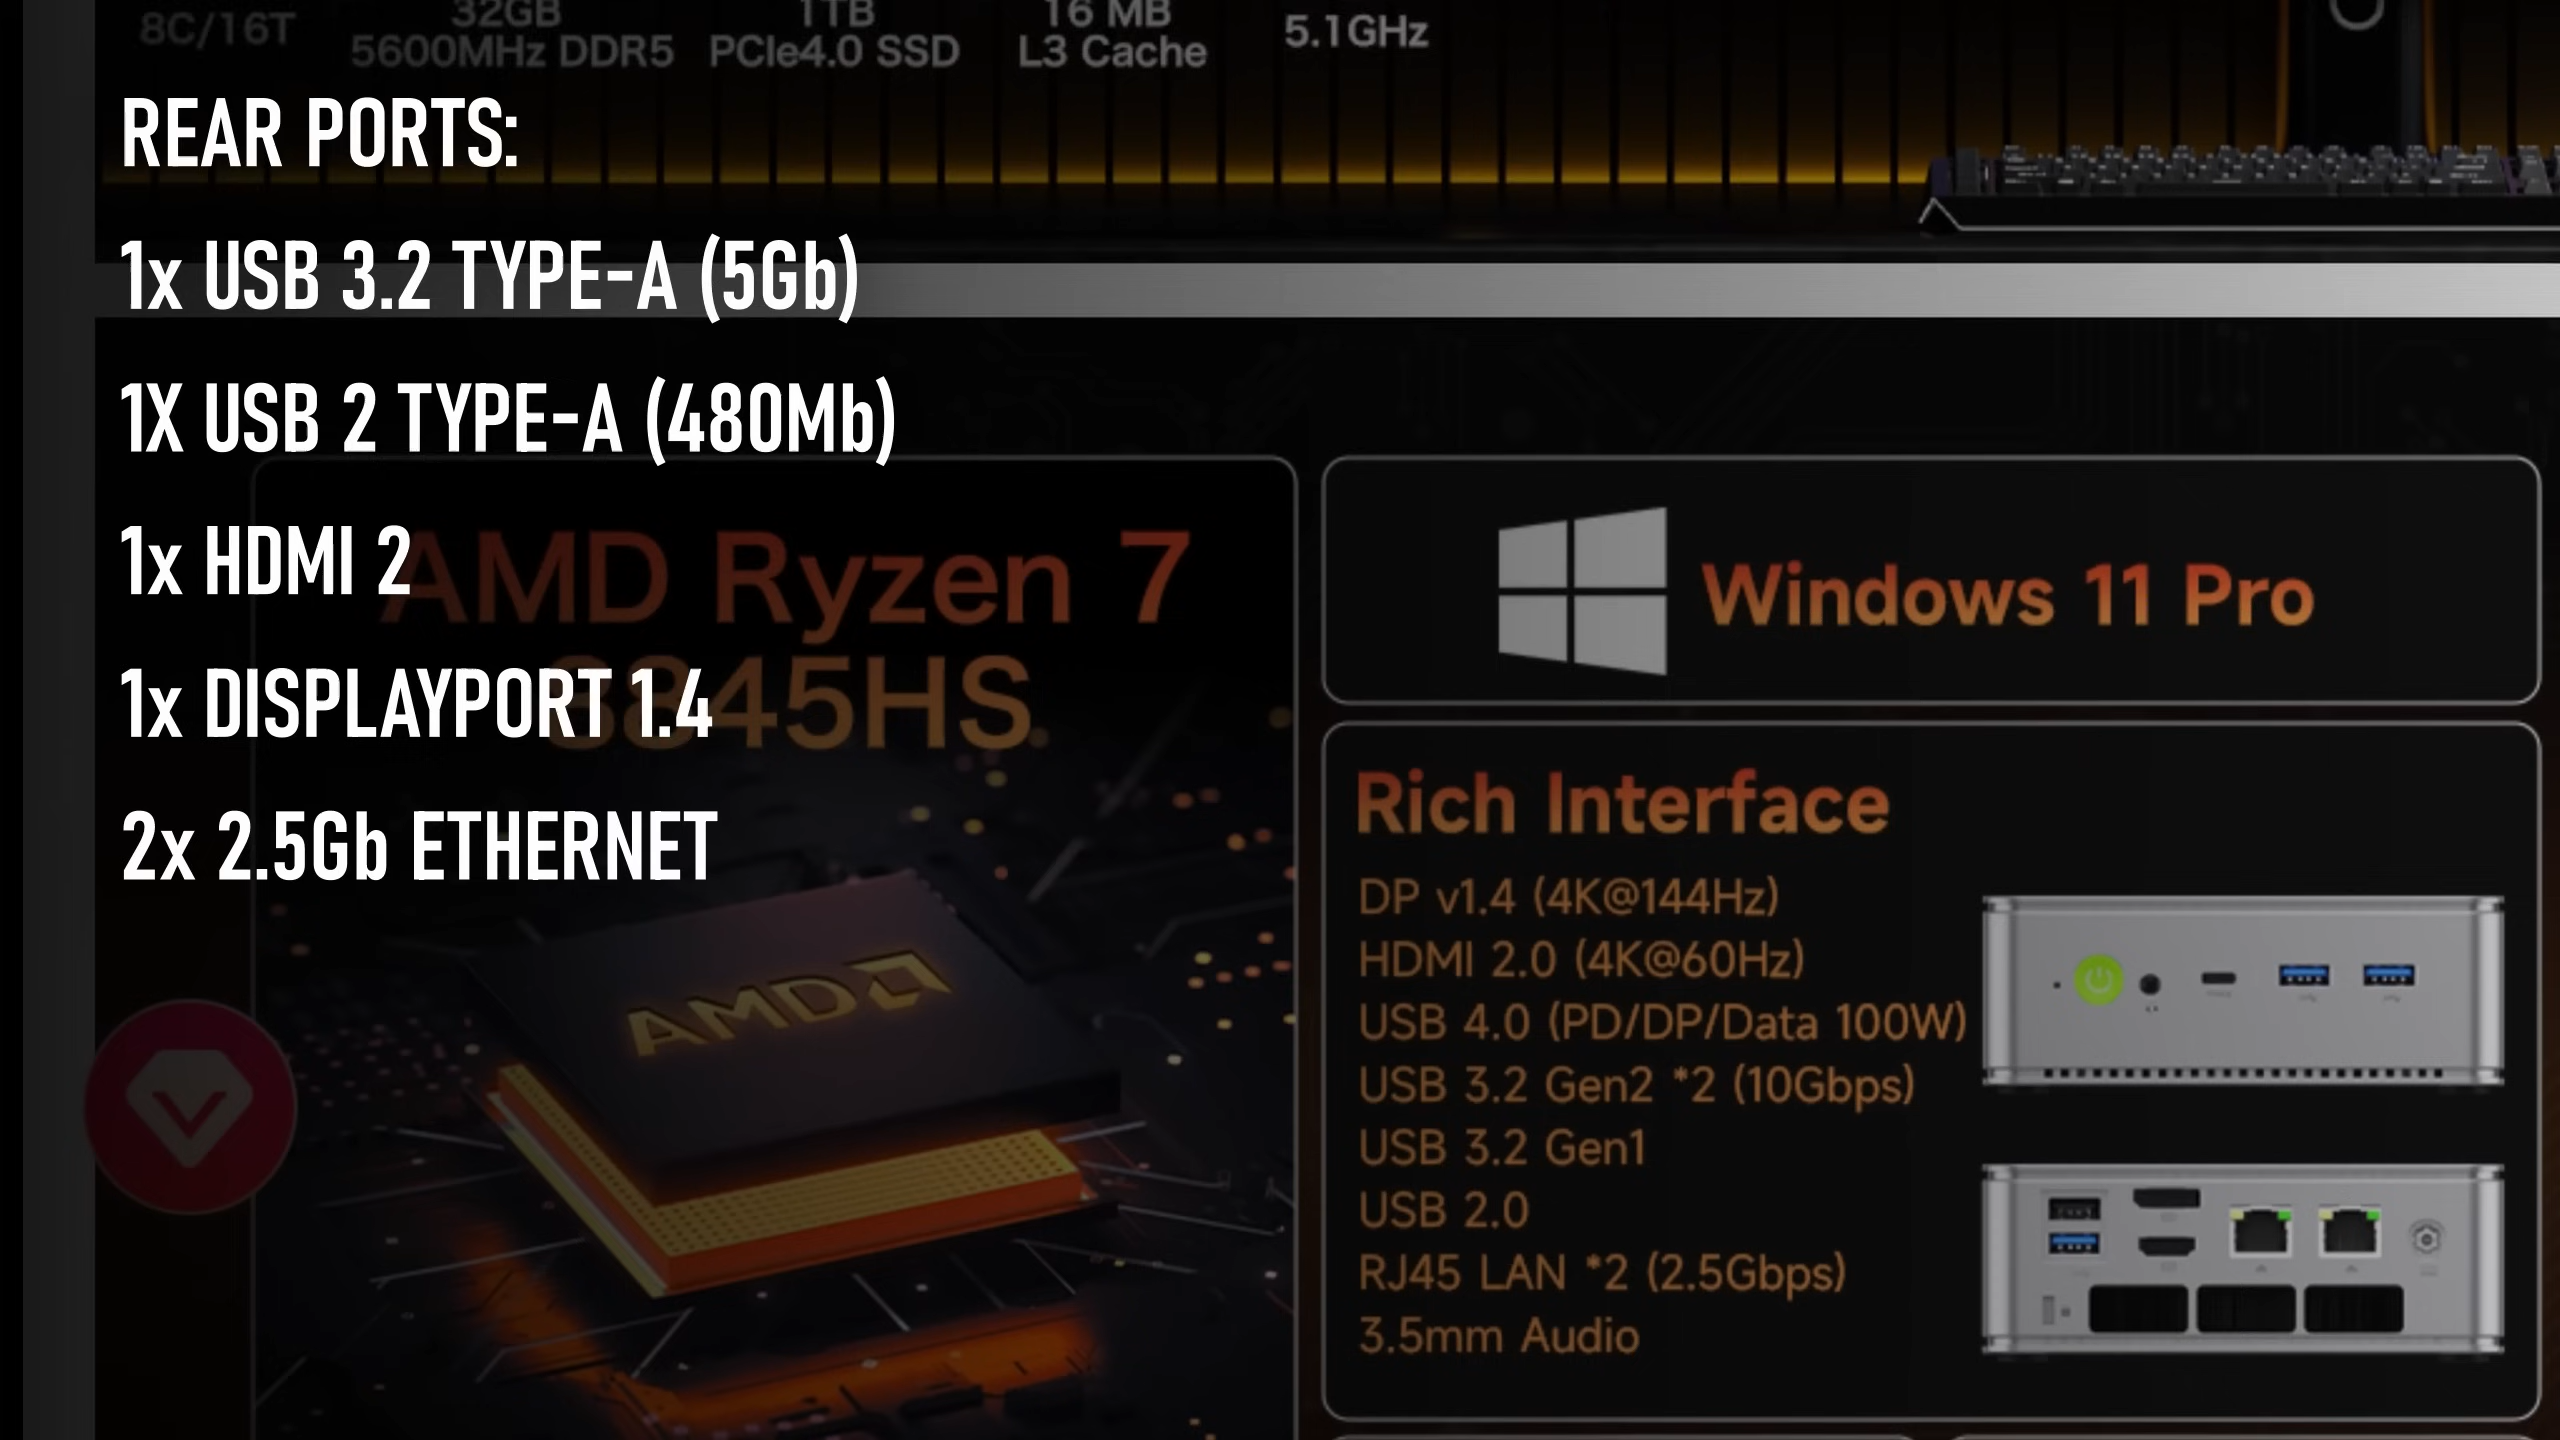 8C/16T
32GB
5600MHz DDR5
1TB
PCIe4.0 SSD
16 MB
L3 Cache
5.1GHz
REAR PORTS:
1x USB 3.2 TYPE-A (5Gb)
1X USB 2 TYPE-A (480Mb)
1x HDMI 2
1x DISPLAYPORT 1.4
2x 2.5Gb ETHERNET
AMD Ryzen 7
8845HS
AMD
Windows 11 Pro
Rich Interface
DP v1.4 (4K@144Hz)
HDMI 2.0 (4K@60Hz)
USB 4.0 (PD/DP/Data 100W)
USB 3.2 Gen2 *2 (10Gbps)
USB 3.2 Gen1
USB 2.0
RJ45 LAN *2 (2.5Gbps)
3.5mm Audio